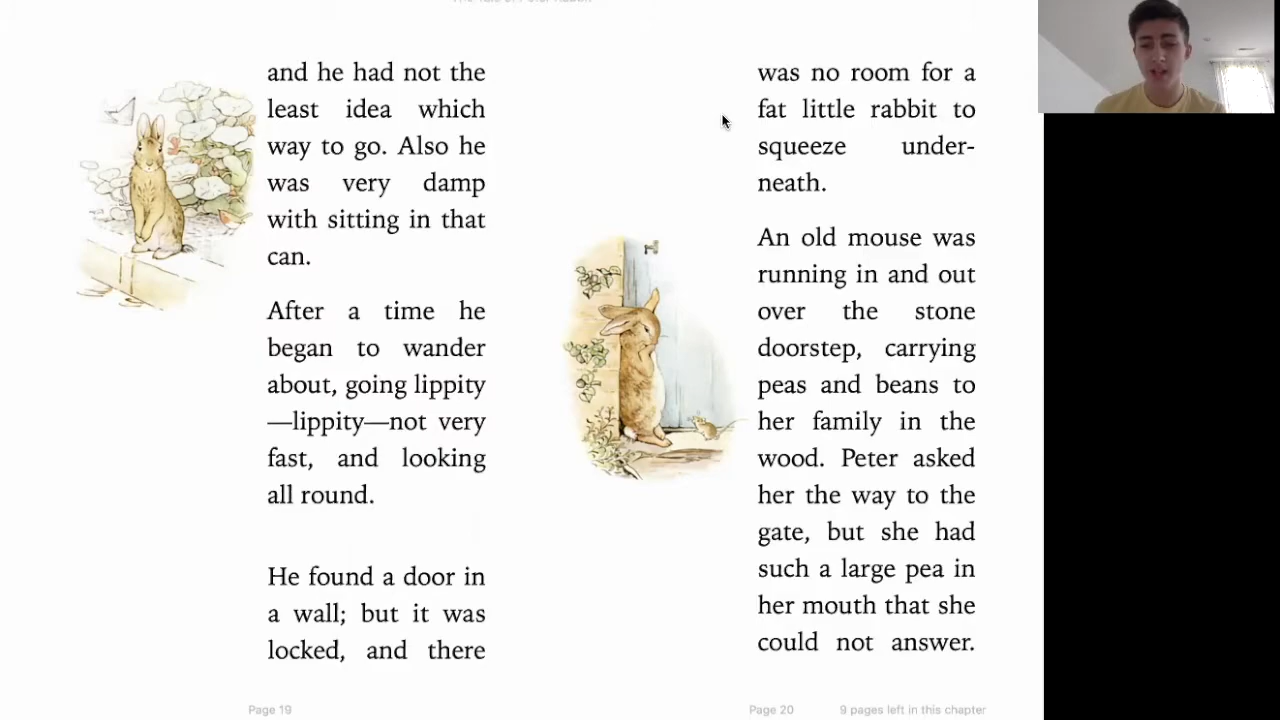 and he had not the
least idea which
way to go. Also he
was very damp
with sitting in that
can.
After a time he
began to wander
about, going lippity
—lippity—not very
fast, and looking
all round.
He found a door in
a wall; but it was
locked, and there
Page 19
was no room for a
fat little rabbit to
squeeze under-
neath.
An old mouse was
running in and out
over the stone
doorstep, carrying
peas and beans to
her family in the
wood. Peter asked
her the way to the
gate, but she had
such a large pea in
her mouth that she
could not answer.
Page 20
9 pages left in this chapter